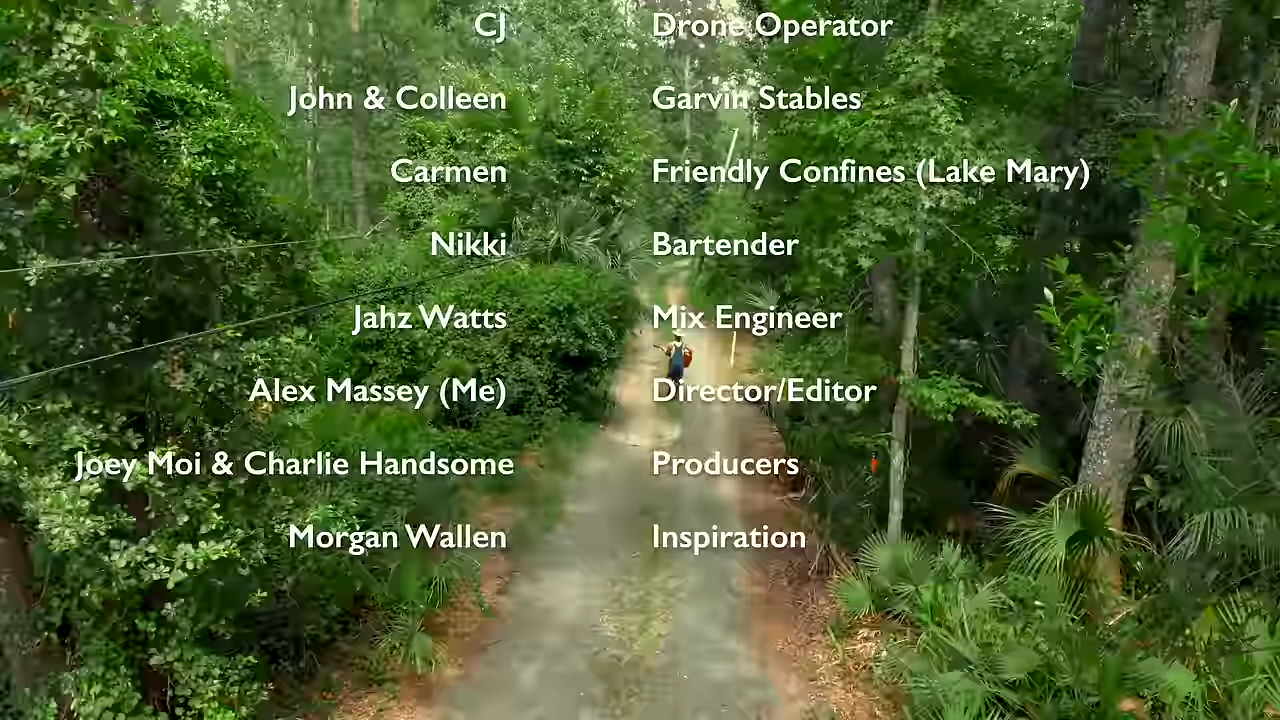 CJ Drone Operator
John & Colleen Garvin Stables
Carmen Friendly Confines (Lake Mary)
Nikki Bartender
Jahz Watts Mix Engineer
Alex Massey (Me) Director/Editor
Joey Moi & Charlie Handsome Producers
Morgan Wallen Inspiration